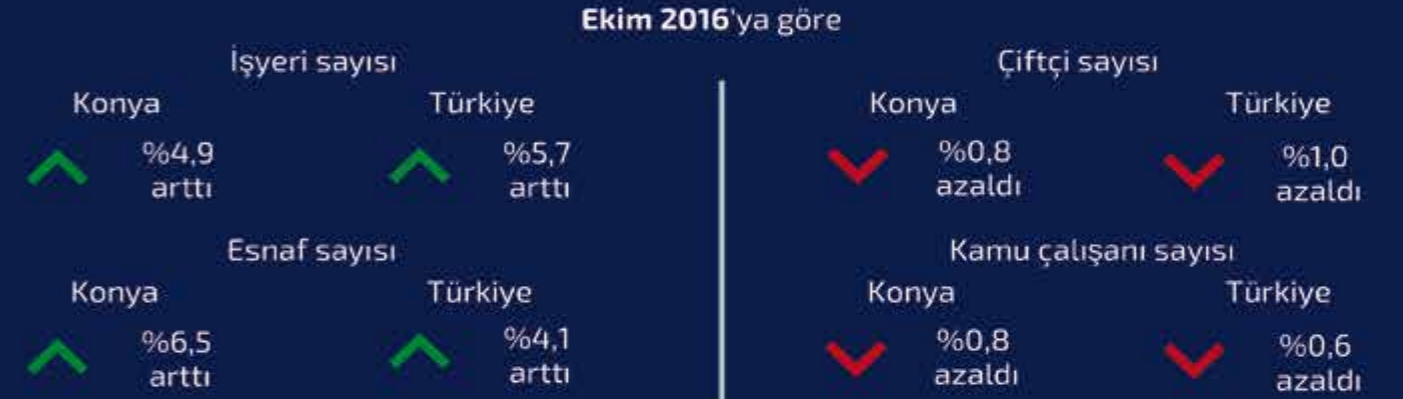 Ekim 2016'ya göre
İşyeri sayısı
Konya
Türkiye
%4,9
arttı
%5,7
arttı
Esnaf sayısı
Konya
Türkiye
%6,5
arttı
%4,1
arttı
Çiftçi sayısı
Konya
Türkiye
%0,8
azaldı
%1,0
azaldı
Kamu çalışanı sayısı
Konya
Türkiye
%0,8
azaldı
%0,6
azaldı